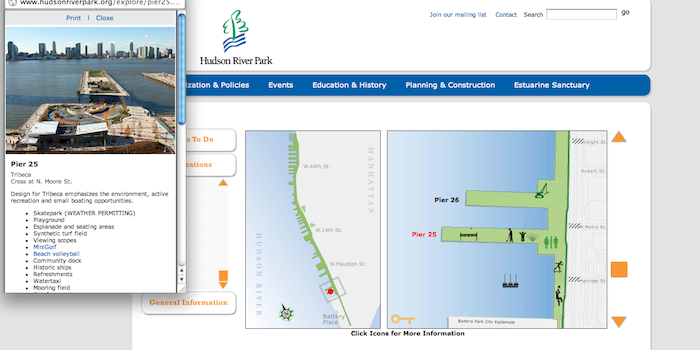 www.hudsonriverpark.org/explore/pier25....
Print | Close
Pier 25
Tribeca
Cross at N. Moore St.
Design for Tribeca emphasizes the environment, active
recreation and small boating opportunities.
Skatepark (WEATHER PERMITTING)
Playground
Esplanade and seating areas
Synthetic turf field
Viewing scopes
MiniGolf
Beach volleyball
Community dock
Historic ships
Refreshments
Watertaxi
Mooring field
Join our mailing list Contact Search go
Hudson River Park
ization & Policies Events Education & History Planning & Construction Estuarine Sanctuary
s To Do
nations
General Information
W.44th St.
MANHATTAN
W.14th St.
HUDSON RIVER
W.Houston St.
Battery
Place
Laight St.
Hubert St.
Pier 26
N.Moore St.
Pier 25
Harrison St.
Battery Park City Esplanade
Click Icons for More Information